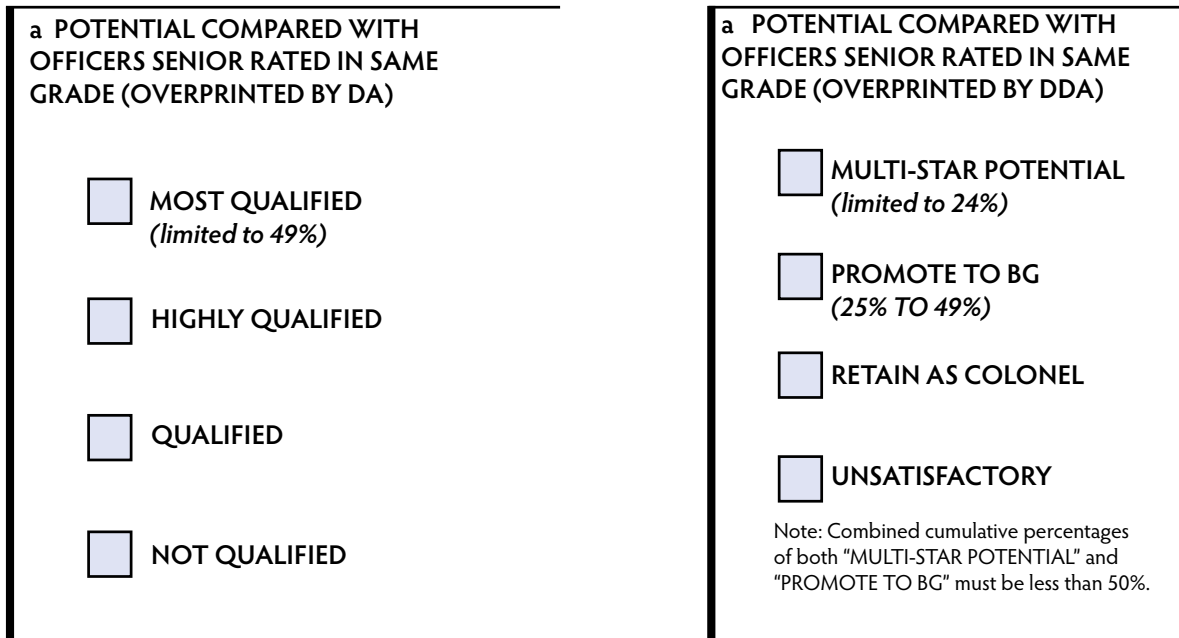 a POTENTIAL COMPARED WITH
OFFICERS SENIOR RATED IN SAME
GRADE (OVERPRINTED BY DA)
MOST QUALIFIED
(limited to 49%)
HIGHLY QUALIFIED
QUALIFIED
NOT QUALIFIED
a POTENTIAL COMPARED WITH
OFFICERS SENIOR RATED IN SAME
GRADE (OVERPRINTED BY DDA)
MULTI-STAR POTENTIAL
(limited to 24%)
PROMOTE TO BG
(25% TO 49%)
RETAIN AS COLONEL
UNSATISFACTORY
Note: Combined cumulative percentages
of both "MULTI-STAR POTENTIAL" and
"PROMOTE TO BG" must be less than 50%.